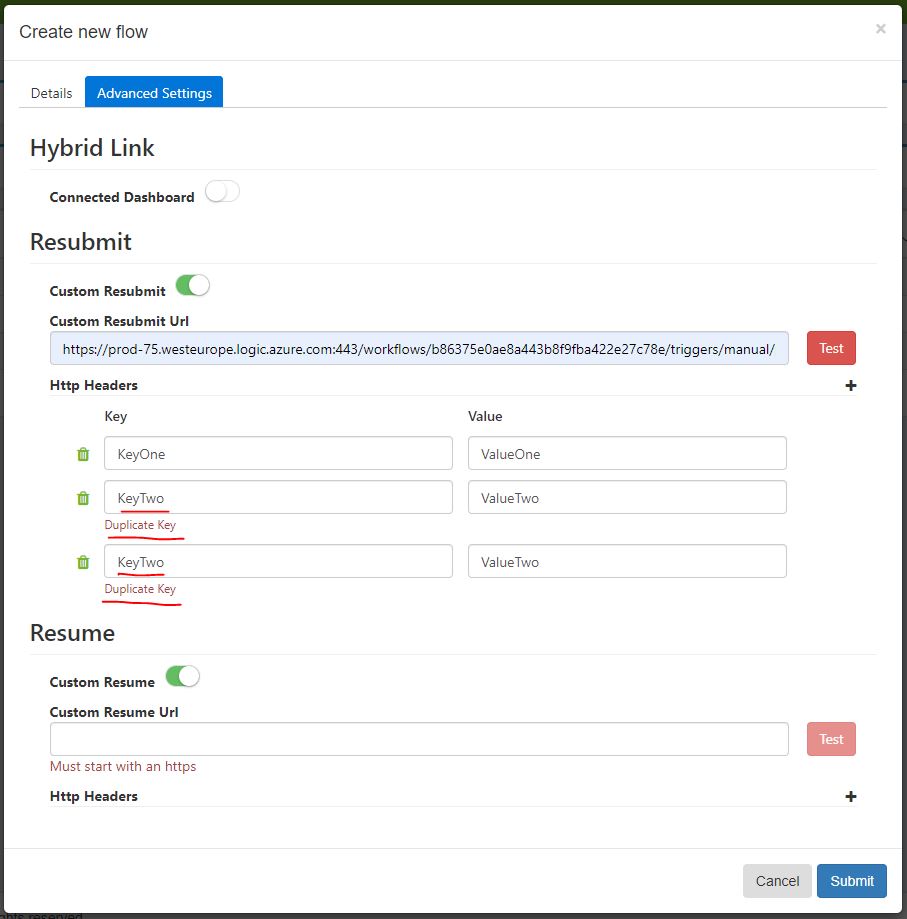 Create new flow ×
Details Advanced Settings
Hybrid Link
Connected Dashboard
Resubmit
Custom Resubmit
Custom Resubmit Url
https://prod-75.westeurope.logic.azure.com:443/workflows/b86375e0ae8a443b8f9fba422e27c78e/triggers/manual/ Test
Http Headers +
Key Value
KeyOne ValueOne
KeyTwo ValueTwo
Duplicate Key
KeyTwo ValueTwo
Duplicate Key
Resume
Custom Resume
Custom Resume Url
Test
Must start with an https
Http Headers +
Cancel Submit
reserved